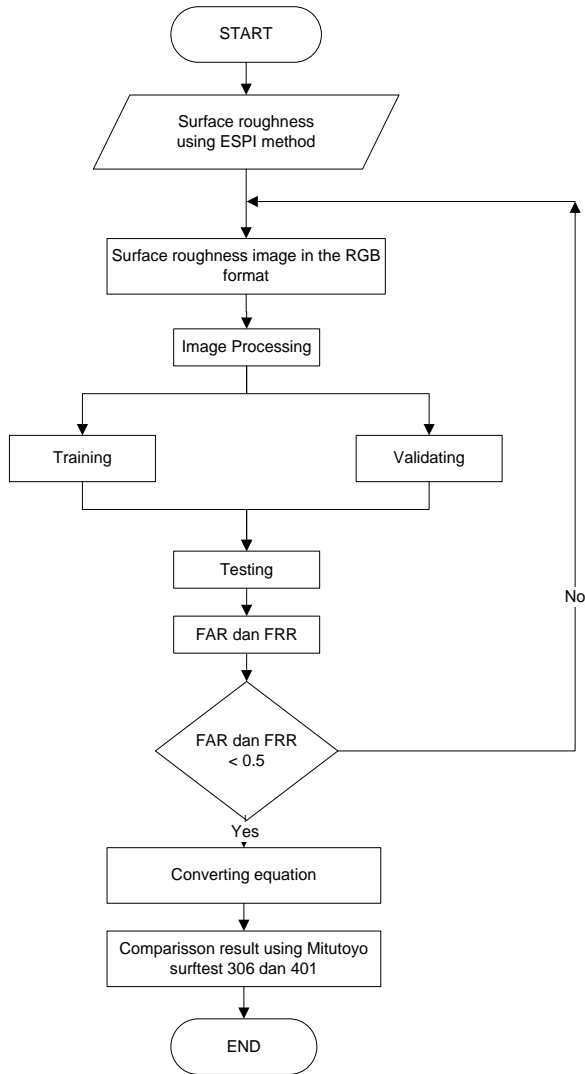 START
Surface roughness
using ESPI method
Surface roughness image in the RGB
format
Image Processing
Training
Validating
Testing
No
FAR dan FRR
FAR dan FRR
< 0.5
Yes
Converting equation
Comparisson result using Mitutoyo
surftest 306 dan 401
END